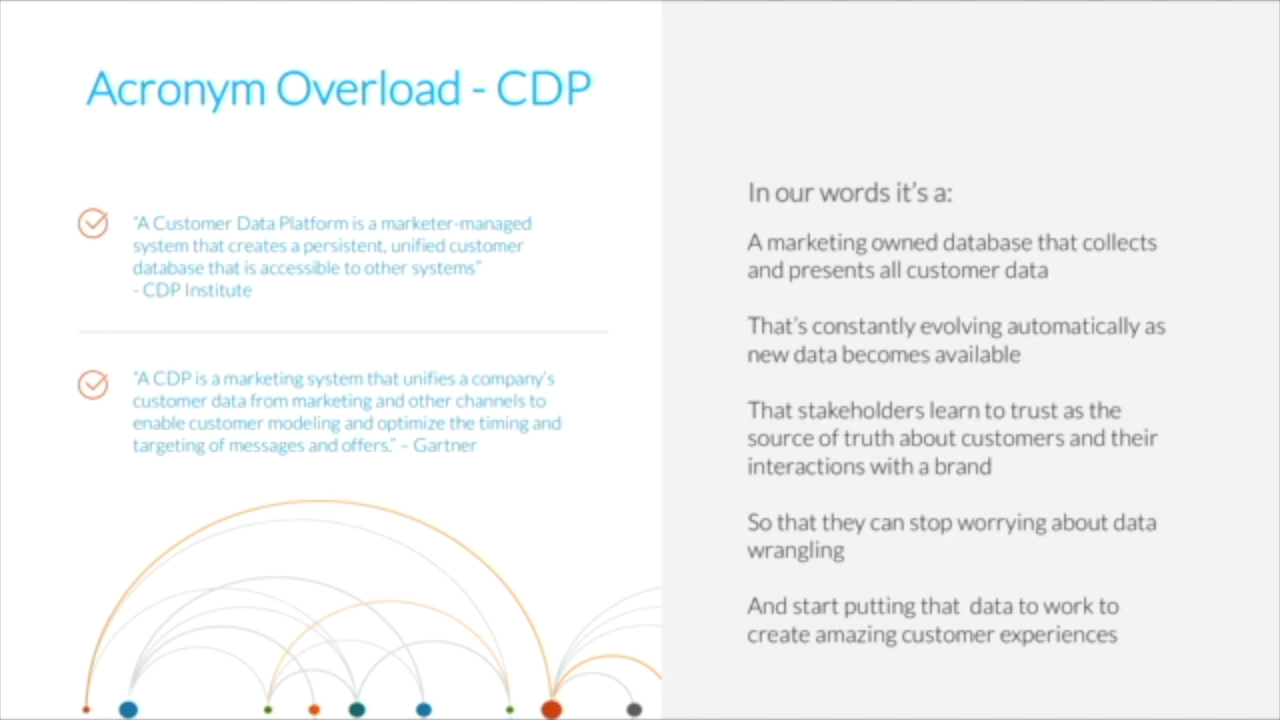 Acronym Overload - CDP
“A Customer Data Platform is a marketer-managed
system that creates a persistent, unified customer
database that is accessible to other systems”
- CDP Institute
“A CDP is a marketing system that unifies a company’s
customer data from marketing and other channels to
enable customer modeling and optimize the timing and
targeting of messages and offers.” – Gartner
In our words it’s a:
A marketing owned database that collects
and presents all customer data
That’s constantly evolving automatically as
new data becomes available
That stakeholders learn to trust as the
source of truth about customers and their
interactions with a brand
So that they can stop worrying about data
wrangling
And start putting that  data to work to
create amazing customer experiences